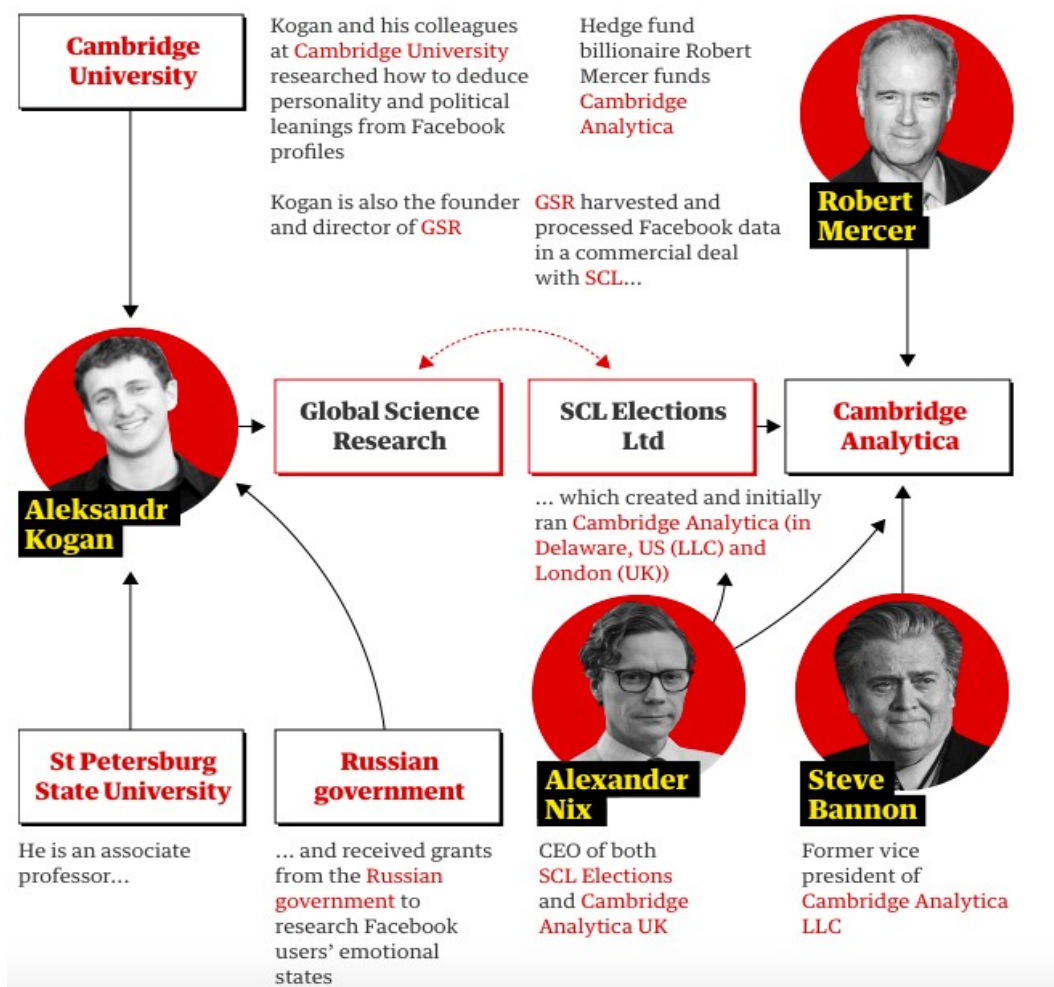 Cambridge
University
Kogan and his colleagues
at Cambridge University
researched how to deduce
personality and political
leanings from Facebook
profiles
Hedge fund
billionaire Robert
Mercer funds
Cambridge
Analytica
Robert
Mercer
Kogan is also the founder
and director of GSR
GSR harvested and
processed Facebook data
in a commercial deal
with SCL...
Aleksandr
Kogan
Global Science
Research
SCL Elections
Ltd
Cambridge
Analytica
... which created and initially
ran Cambridge Analytica (in
Delaware, US (LLC) and
London (UK))
St Petersburg
State University
He is an associate
professor...
Russian
government
... and received grants
from the Russian
government to
research Facebook
users’ emotional
states
Alexander
Nix
CEO of both
SCL Elections
and Cambridge
Analytica UK
Steve
Bannon
Former vice
president of
Cambridge Analytica
LLC